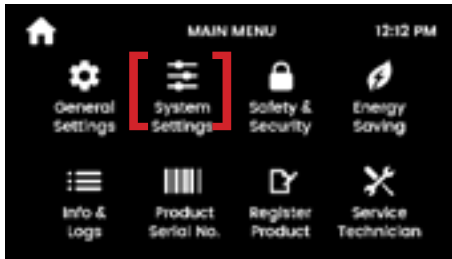 MAIN MENU
12:12 PM
General
Settings
System
Settings
Safety &
Security
Energy
Saving
Info &
Logs
Product
Serial No.
Register
Product
Service
Technician